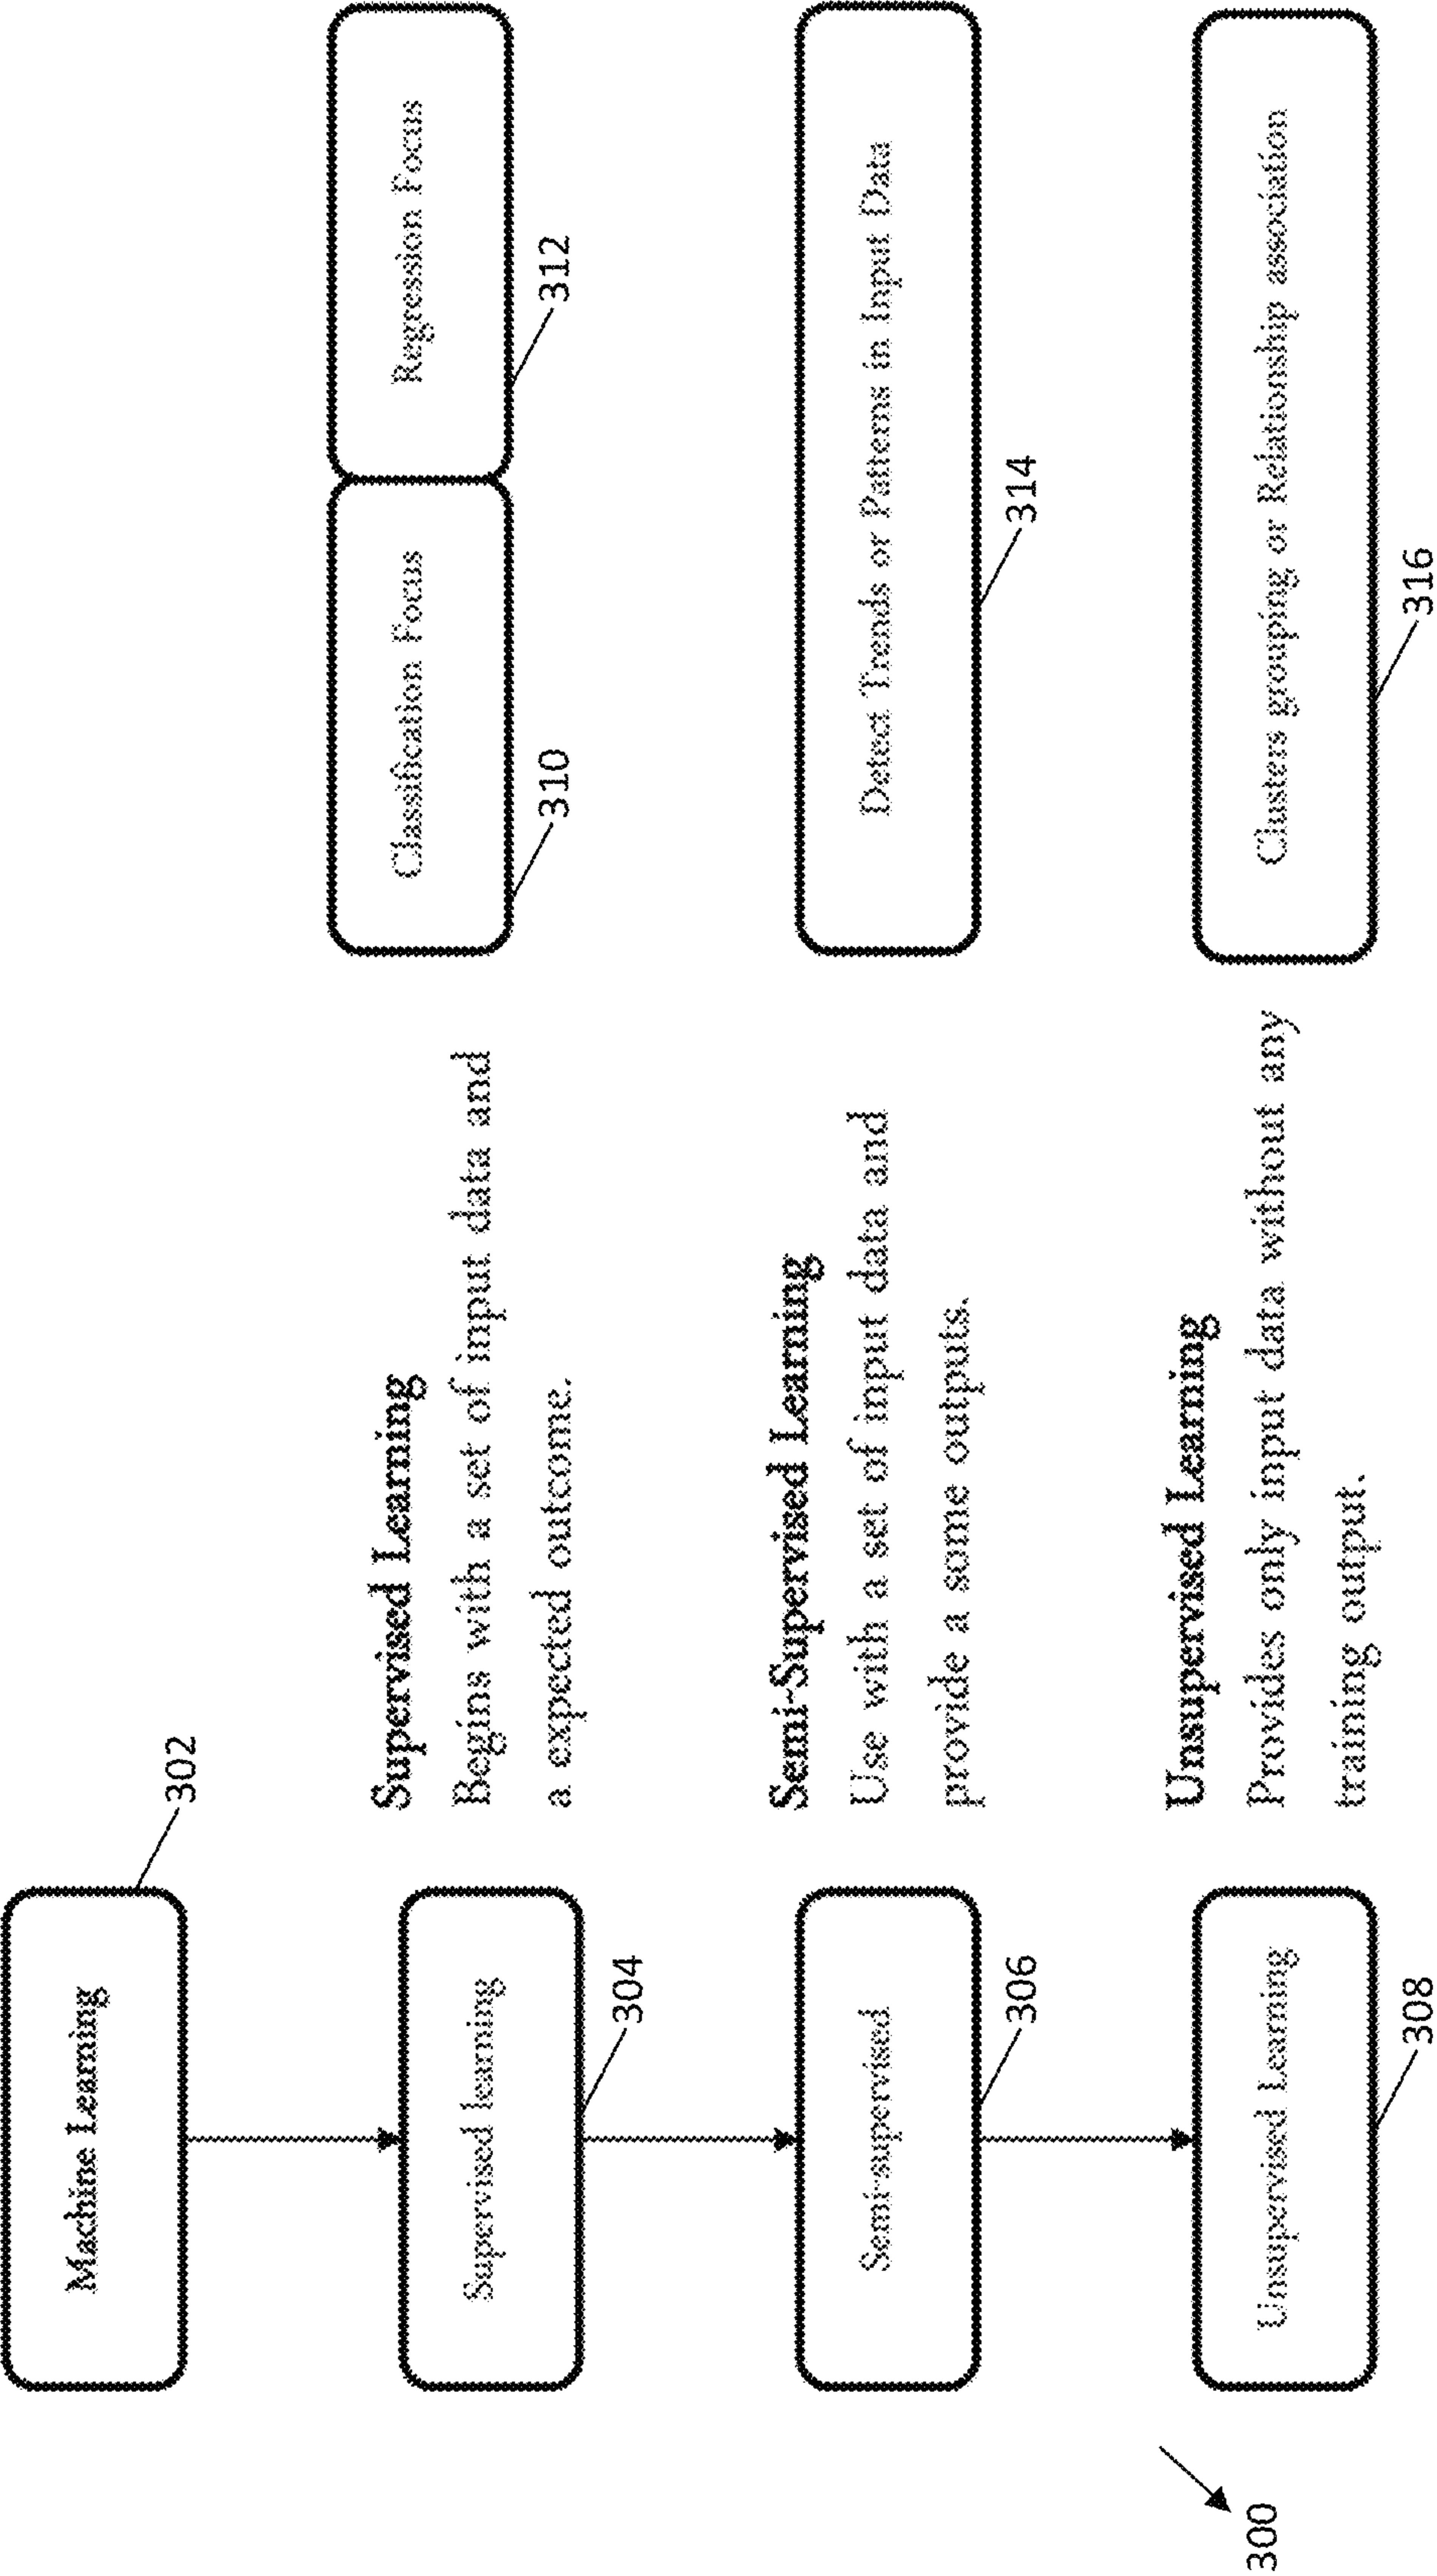 Machine Learning
302
Supervised learning
304
Supervised Learning
Begins with a set of input data and
a expected outcome.
Classification Focus
310
Regression Focus
312
Semi-supervised
306
Semi-Supervised Learning
Use with a set of input data and
provide a some outputs.
Detect Trends or Patterns in Input Data
314
Unsupervised Learning
308
Unsupervised Learning
Provides only input data without any
training output.
Clusters grouping or Relationship association
316
300